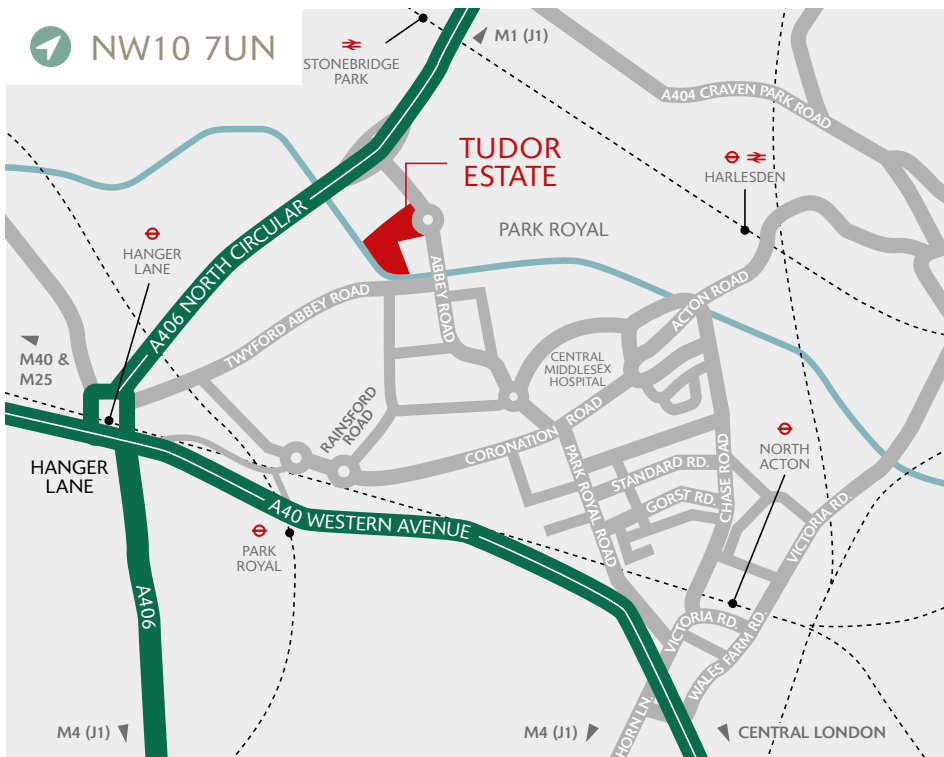 NW10 7UN
STONEBRIDGE
PARK
M1 (J1)
A404 CRAVEN PARK ROAD
TUDOR
ESTATE
HARLESDEN
PARK ROYAL
HANGER
LANE
A406 NORTH CIRCULAR
ABBEY ROAD
TWYFORD ABBEY ROAD
ACTON ROAD
M40 &
M25
CENTRAL
MIDDLESEX
HOSPITAL
RAINSFORD
ROAD
CORONATION ROAD
HANGER
LANE
PARK ROYAL ROAD
STANDARD RD.
GORST RD.
CHASE ROAD
NORTH
ACTON
VICTORIA RD.
A40 WESTERN AVENUE
PARK
ROYAL
A406
VICTORIA RD.
WALES FARM RD.
HORN LN.
M4 (J1)
M4 (J1)
CENTRAL LONDON